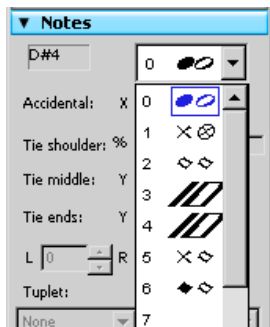 ▼ Notes
D#4
0
Accidental: X 0
1
Tie shoulder: %
2
Tie middle: Y
3
Tie ends: Y
4
L 0 R 5
6
Tuplet:
None 7